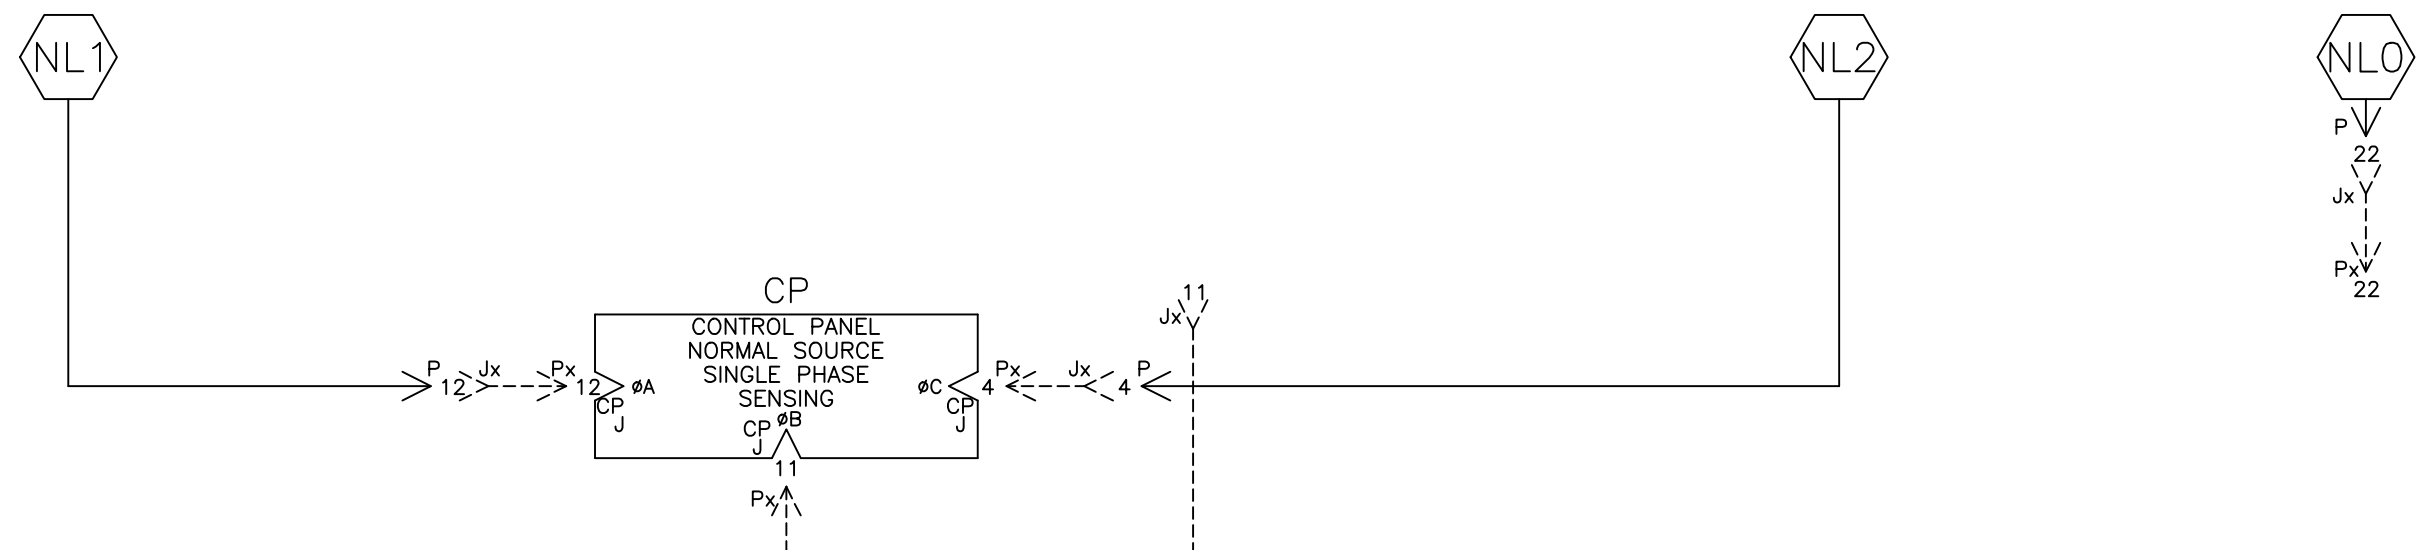 NL1
NL2
NL0
P
22
Jx
Px
22
CP
CONTROL PANEL
NORMAL SOURCE
SINGLE PHASE
SENSING
P
12
Jx
Px
12
øA
CP
J
øB
CP
J
11
Px
øC
CP
J
4
Px
Jx
4
P
11
Jx